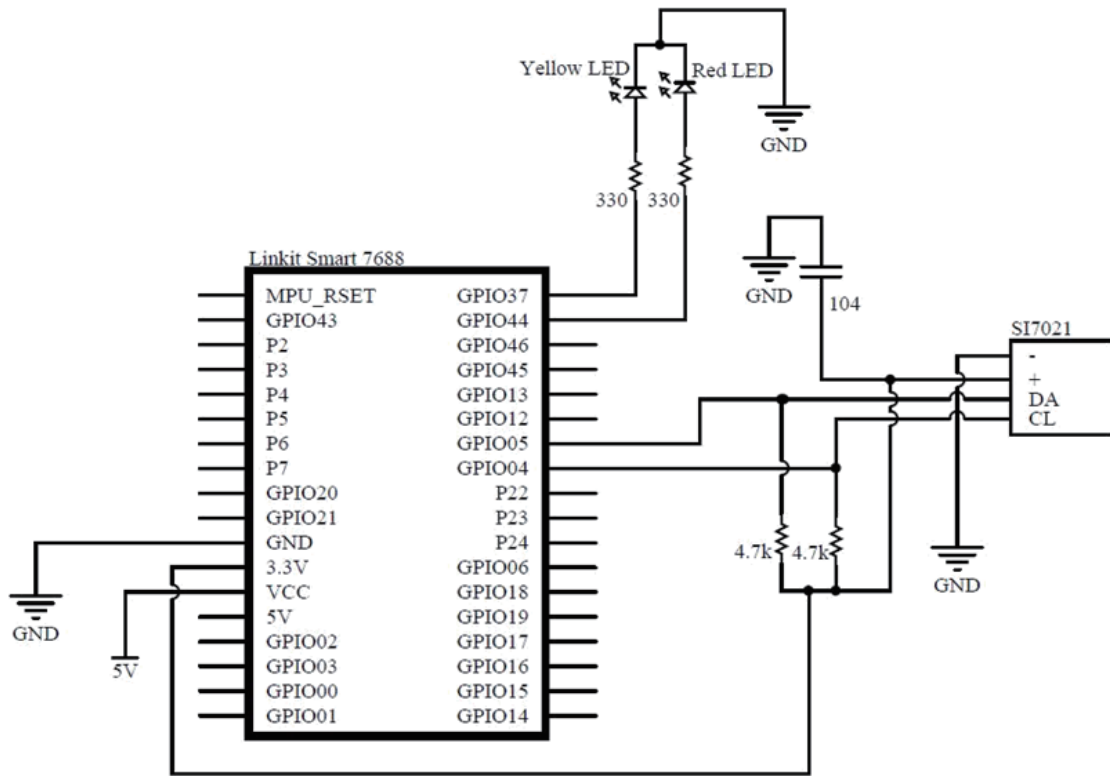 Yellow LED
Red LED
GND
330
330
Linkit Smart 7688
GND
104
SI7021
MPU_RSET
GPIO37
GPIO43
GPIO44
P2
GPIO46
P3
GPIO45
P4
GPIO13
P5
GPIO12
P6
GPIO05
P7
GPIO04
GPIO20
P22
GPIO21
P23
GND
P24
3.3V
GPIO06
VCC
GPIO18
5V
GPIO19
GPIO02
GPIO17
GPIO03
GPIO16
GPIO00
GPIO15
GPIO01
GPIO14
-
+
DA
CL
4.7k
4.7k
GND
GND
5V